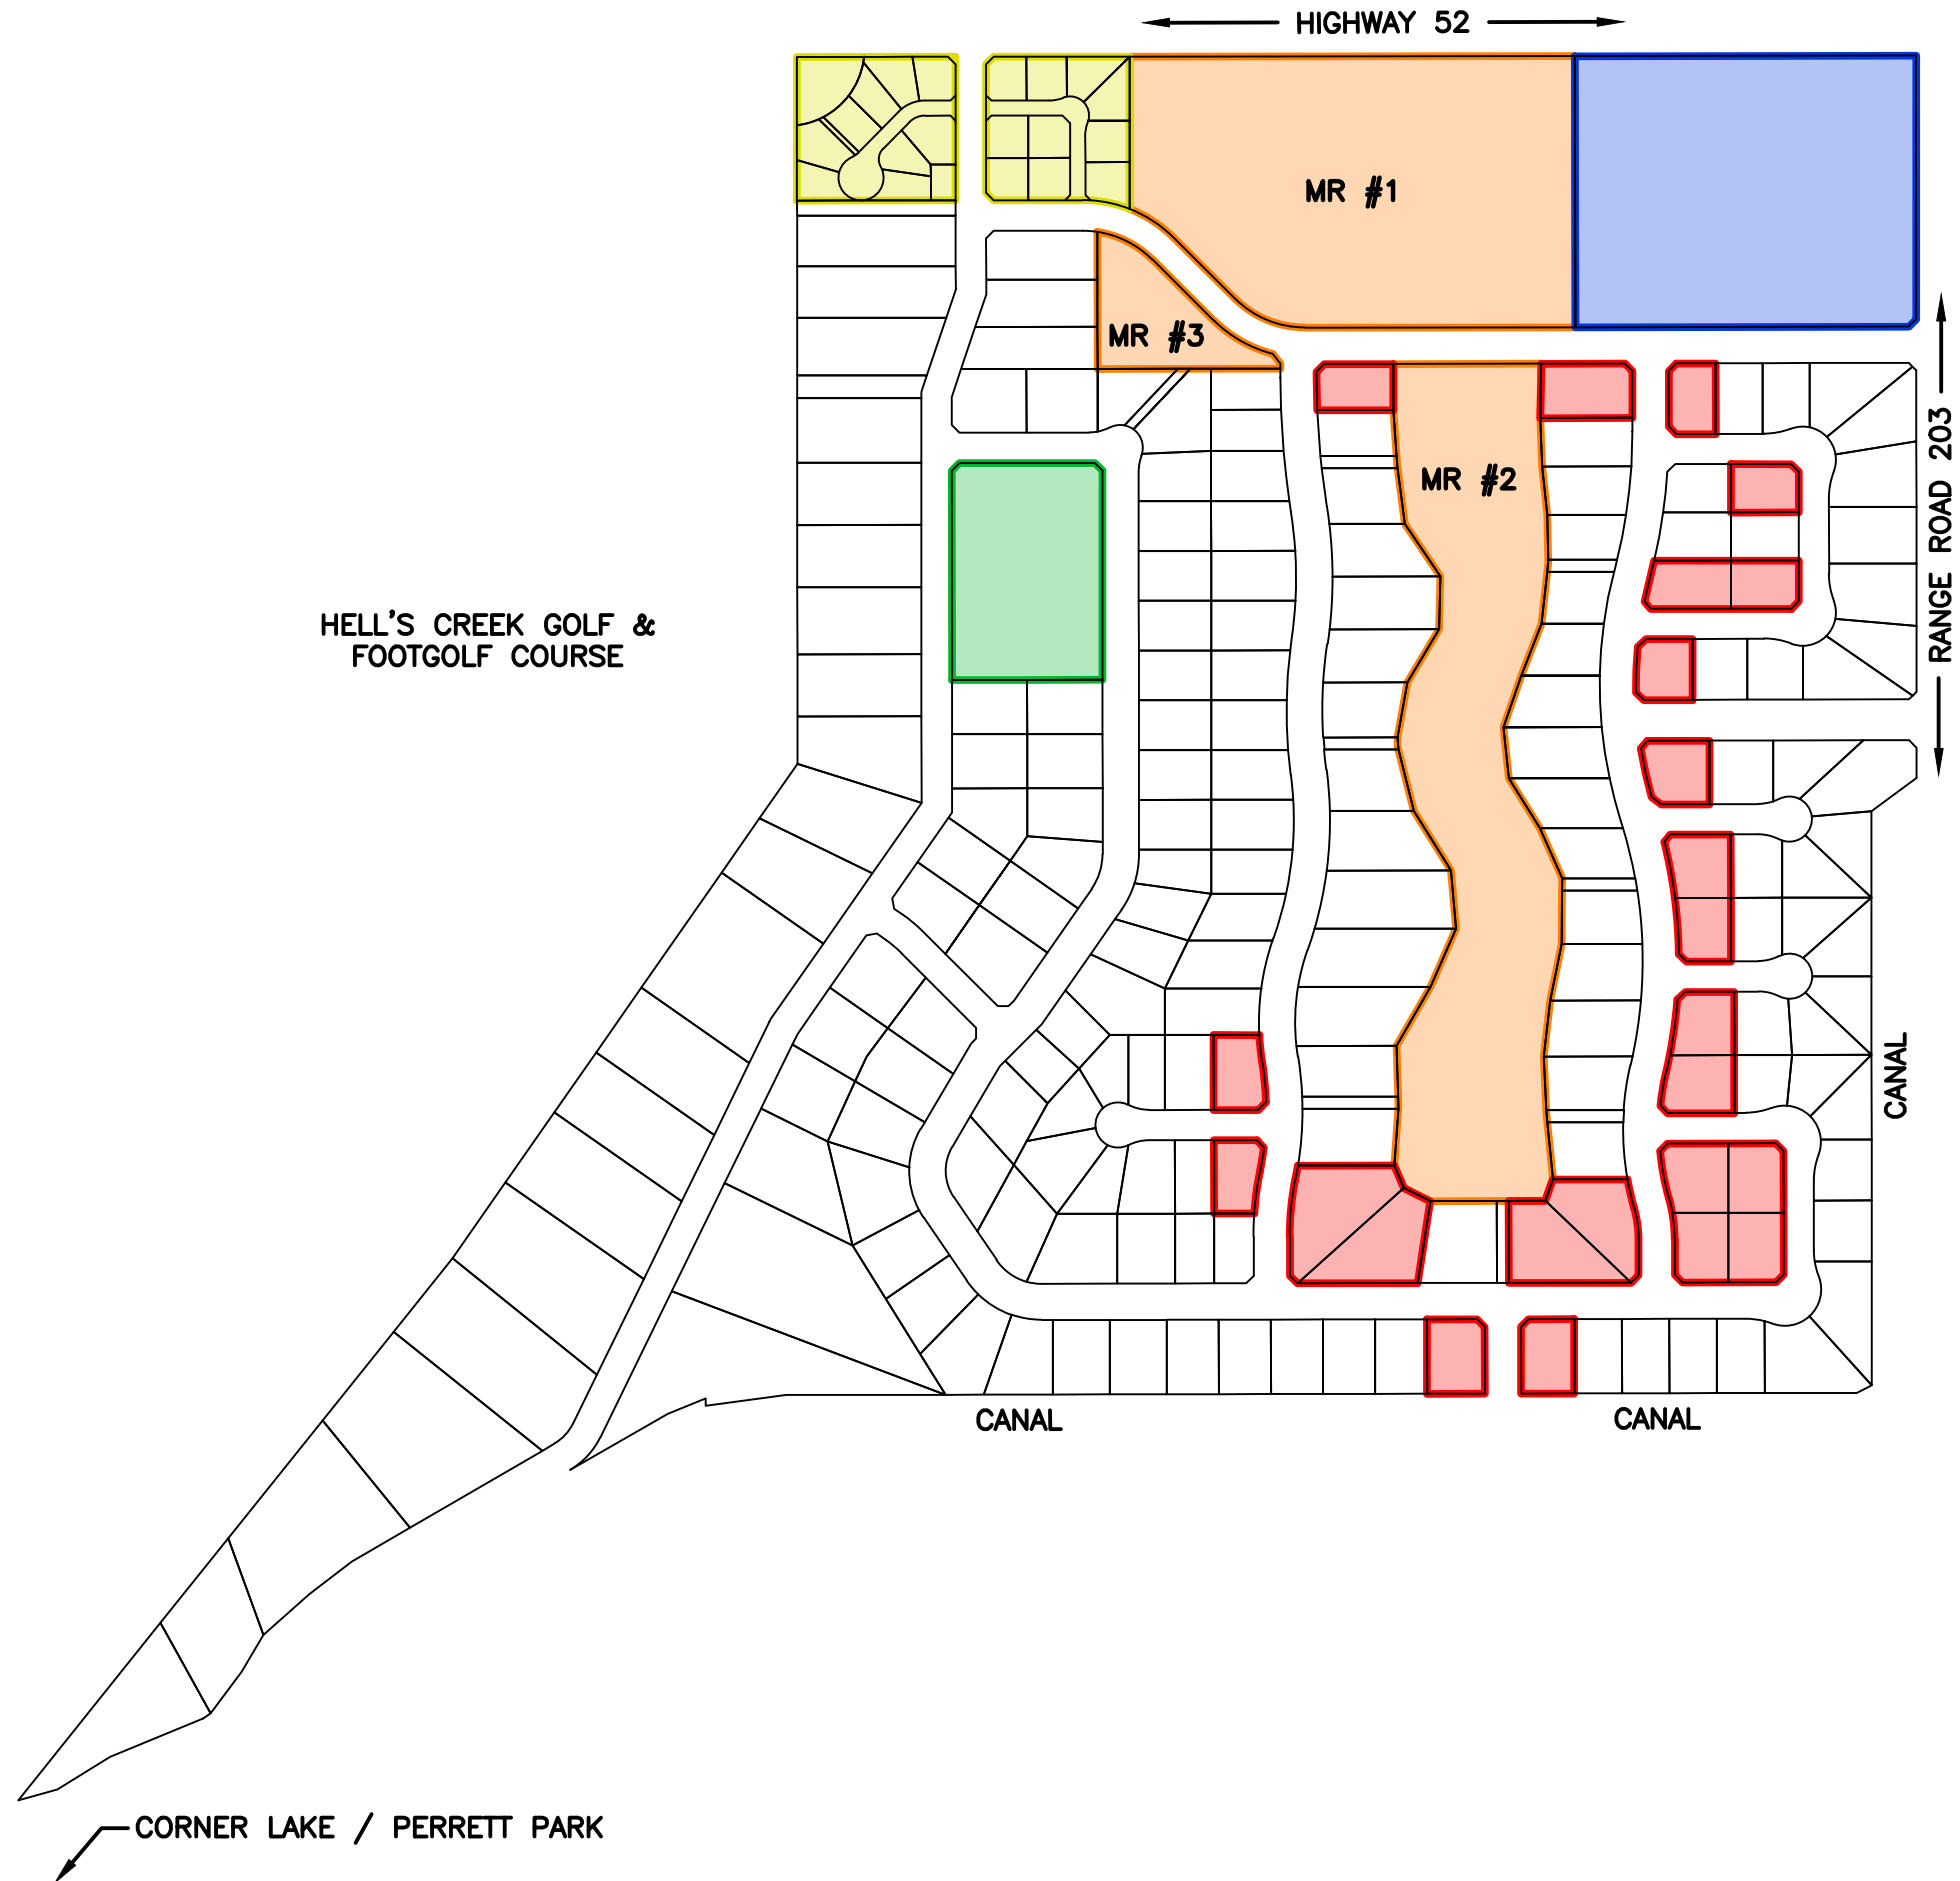 HIGHWAY 52
MR #1
MR #3
MR #2
RANGE ROAD 203
HELL'S CREEK GOLF &
FOOTGOLF COURSE
CANAL
CANAL
CANAL
CORNER LAKE / PERRETT PARK